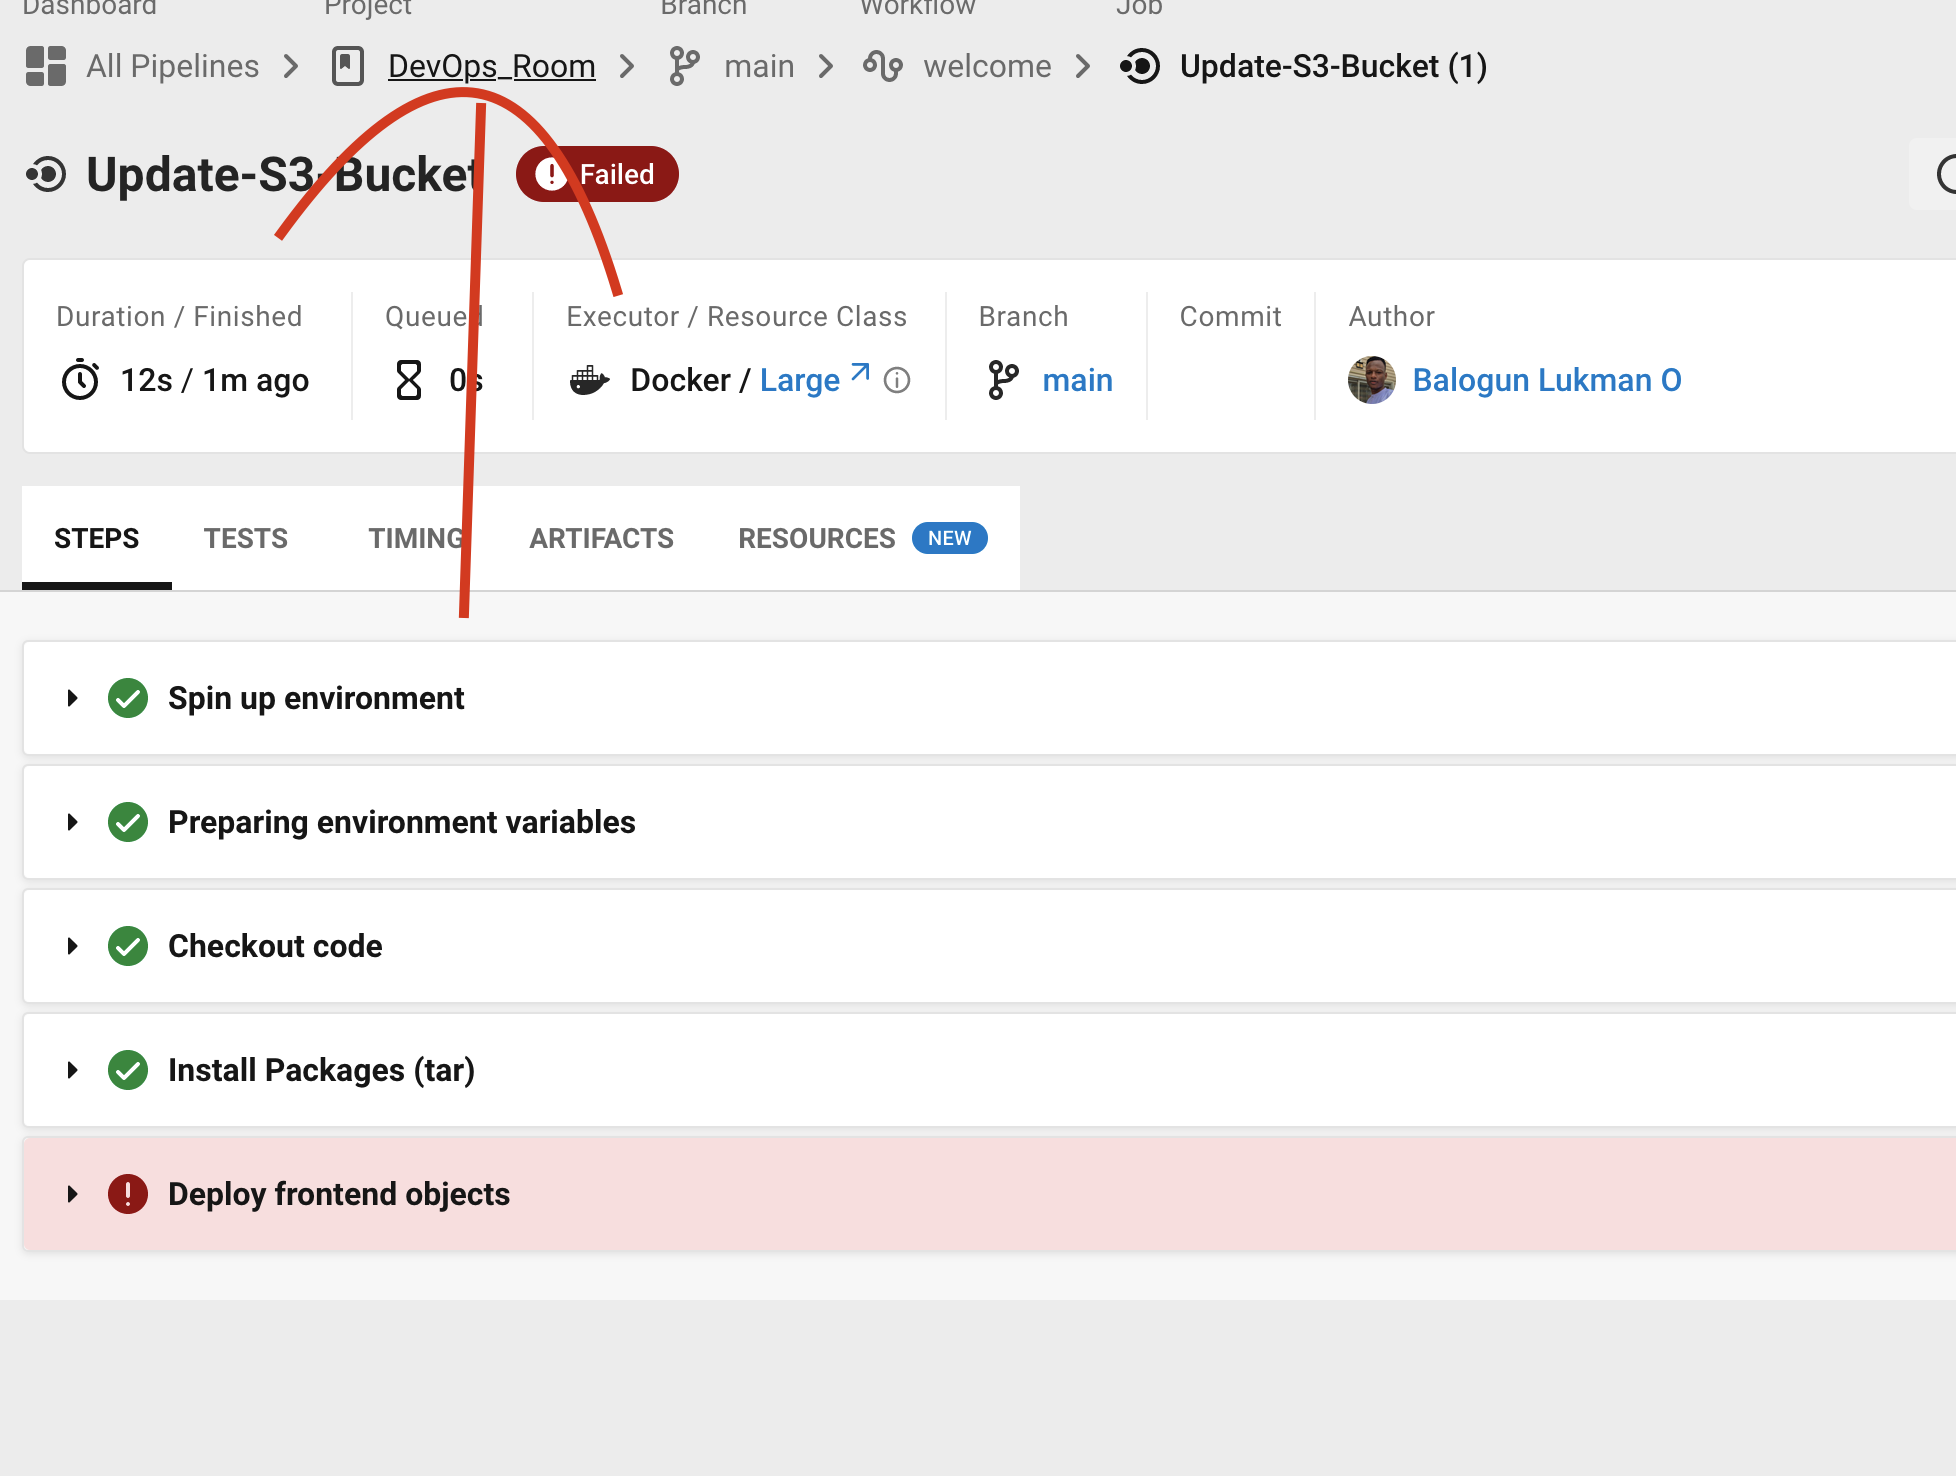 Dashboard Project Branch Workflow Job
All Pipelines DevOps_Room main welcome Update-S3-Bucket (1)
Update-S3-Bucket Failed
Duration / Finished Queued Executor / Resource Class Branch Commit Author
12s / 1m ago 0s Docker / Large main Balogun Lukman O
STEPS TESTS TIMING ARTIFACTS RESOURCES NEW
Spin up environment
Preparing environment variables
Checkout code
Install Packages (tar)
Deploy frontend objects